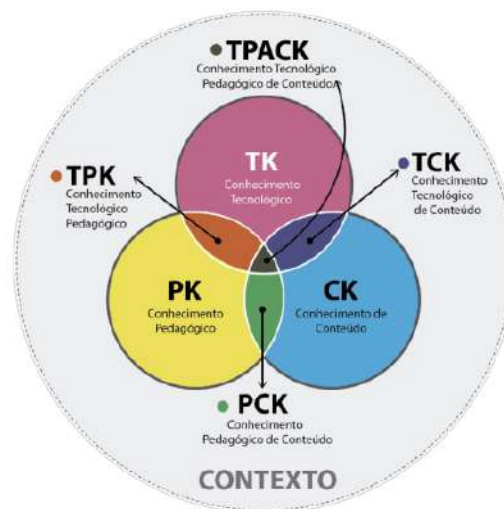 TPACK
Conhecimento Tecnológico
Pedagógico de Conteúdo
TK
Conhecimento
Tecnológico
TPK
Conhecimento
Tecnológico
Pedagógico
TCK
Conhecimento
Tecnológico
de Conteúdo
PK
Conhecimento
Pedagógico
CK
Conhecimento de
Conteúdo
PCK
Conhecimento
Pedagógico de Conteúdo
CONTEXTO